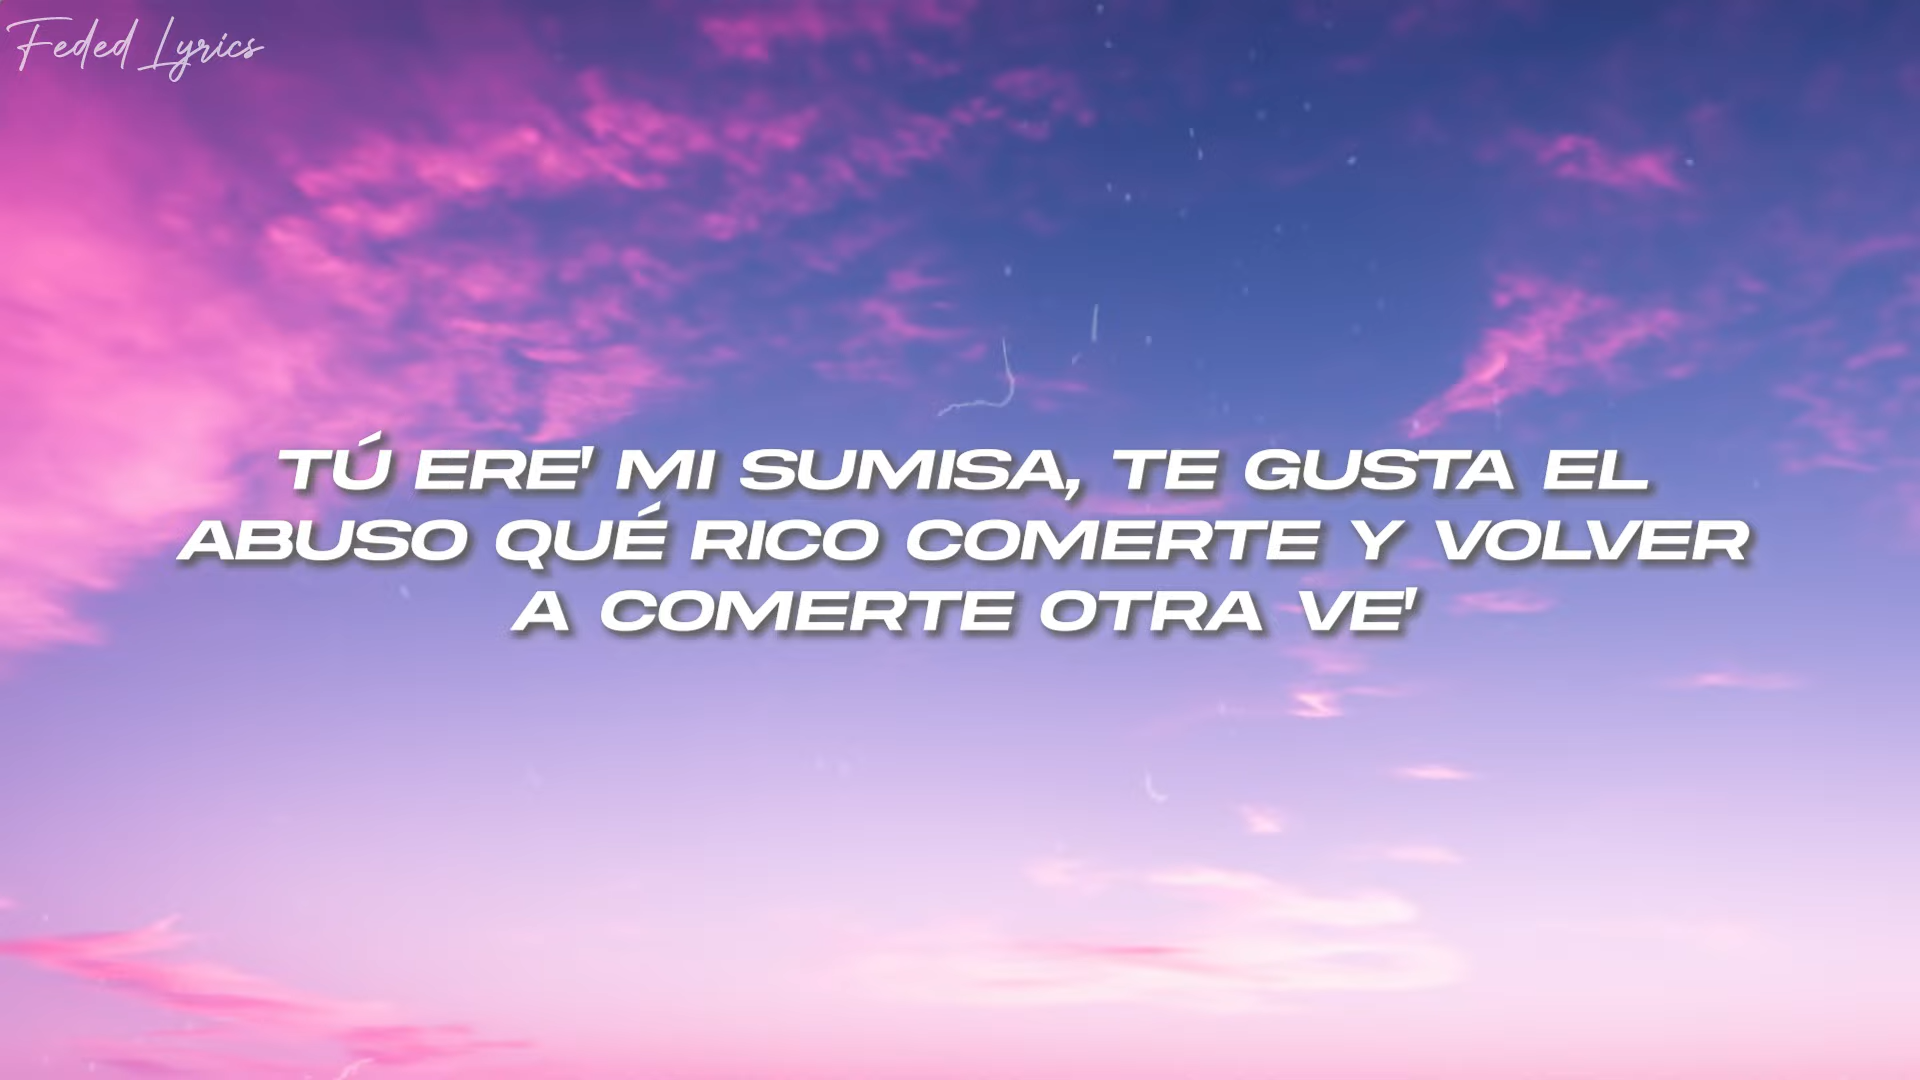 Feded Lyrics
TÚ ERE' MI SUMISA, TE GUSTA EL
ABUSO QUÉ RICO COMERTE Y VOLVER
A COMERTE OTRA VE'